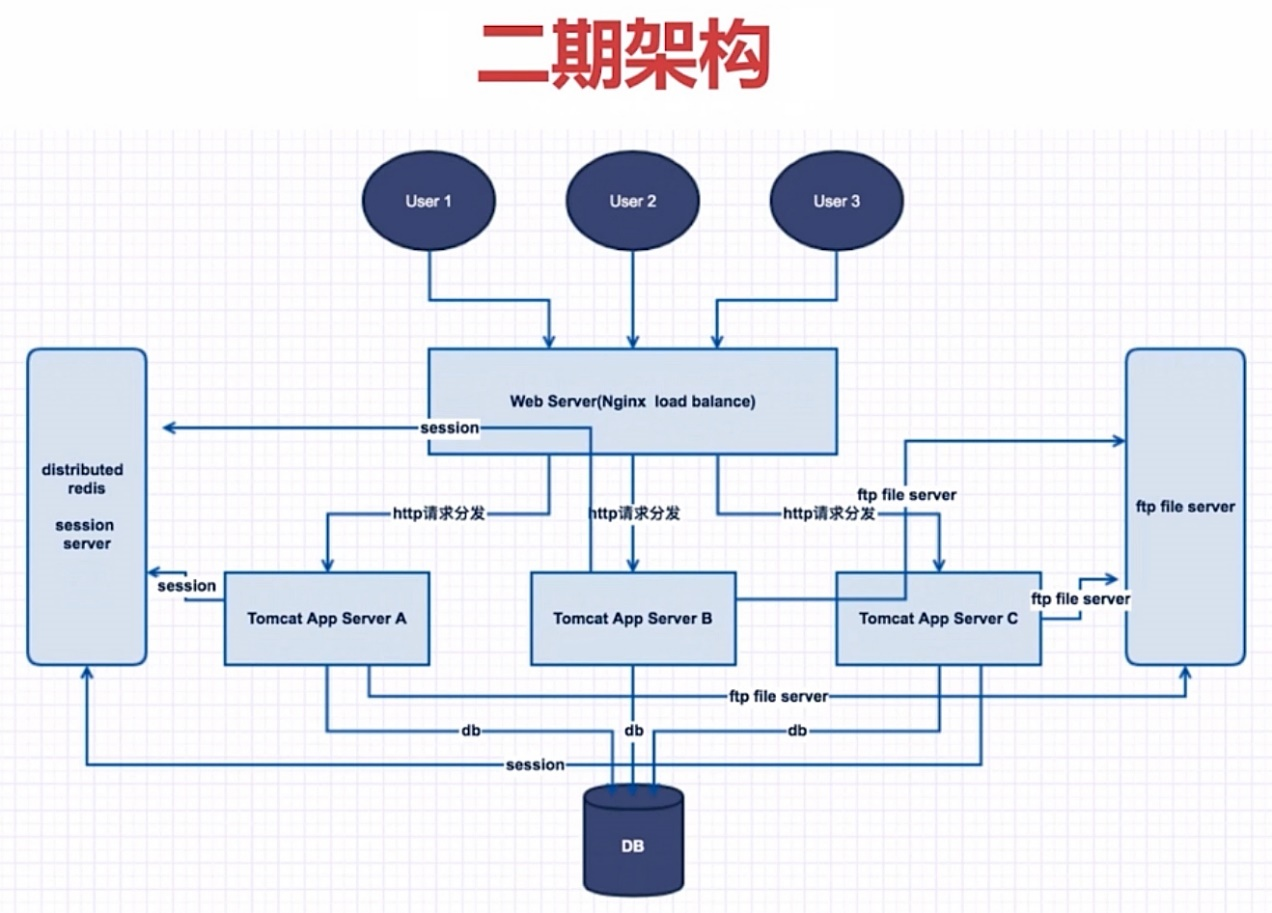 二期架构
User 1
User 2
User 3
Web Server(Nginx load balance)
session
distributed
redis
session
server
ftp file server
ftp file server
http请求分发
http请求分发
http请求分发
session
Tomcat App Server A
Tomcat App Server B
Tomcat App Server C
ftp file server
ftp file server
db
db
db
session
DB